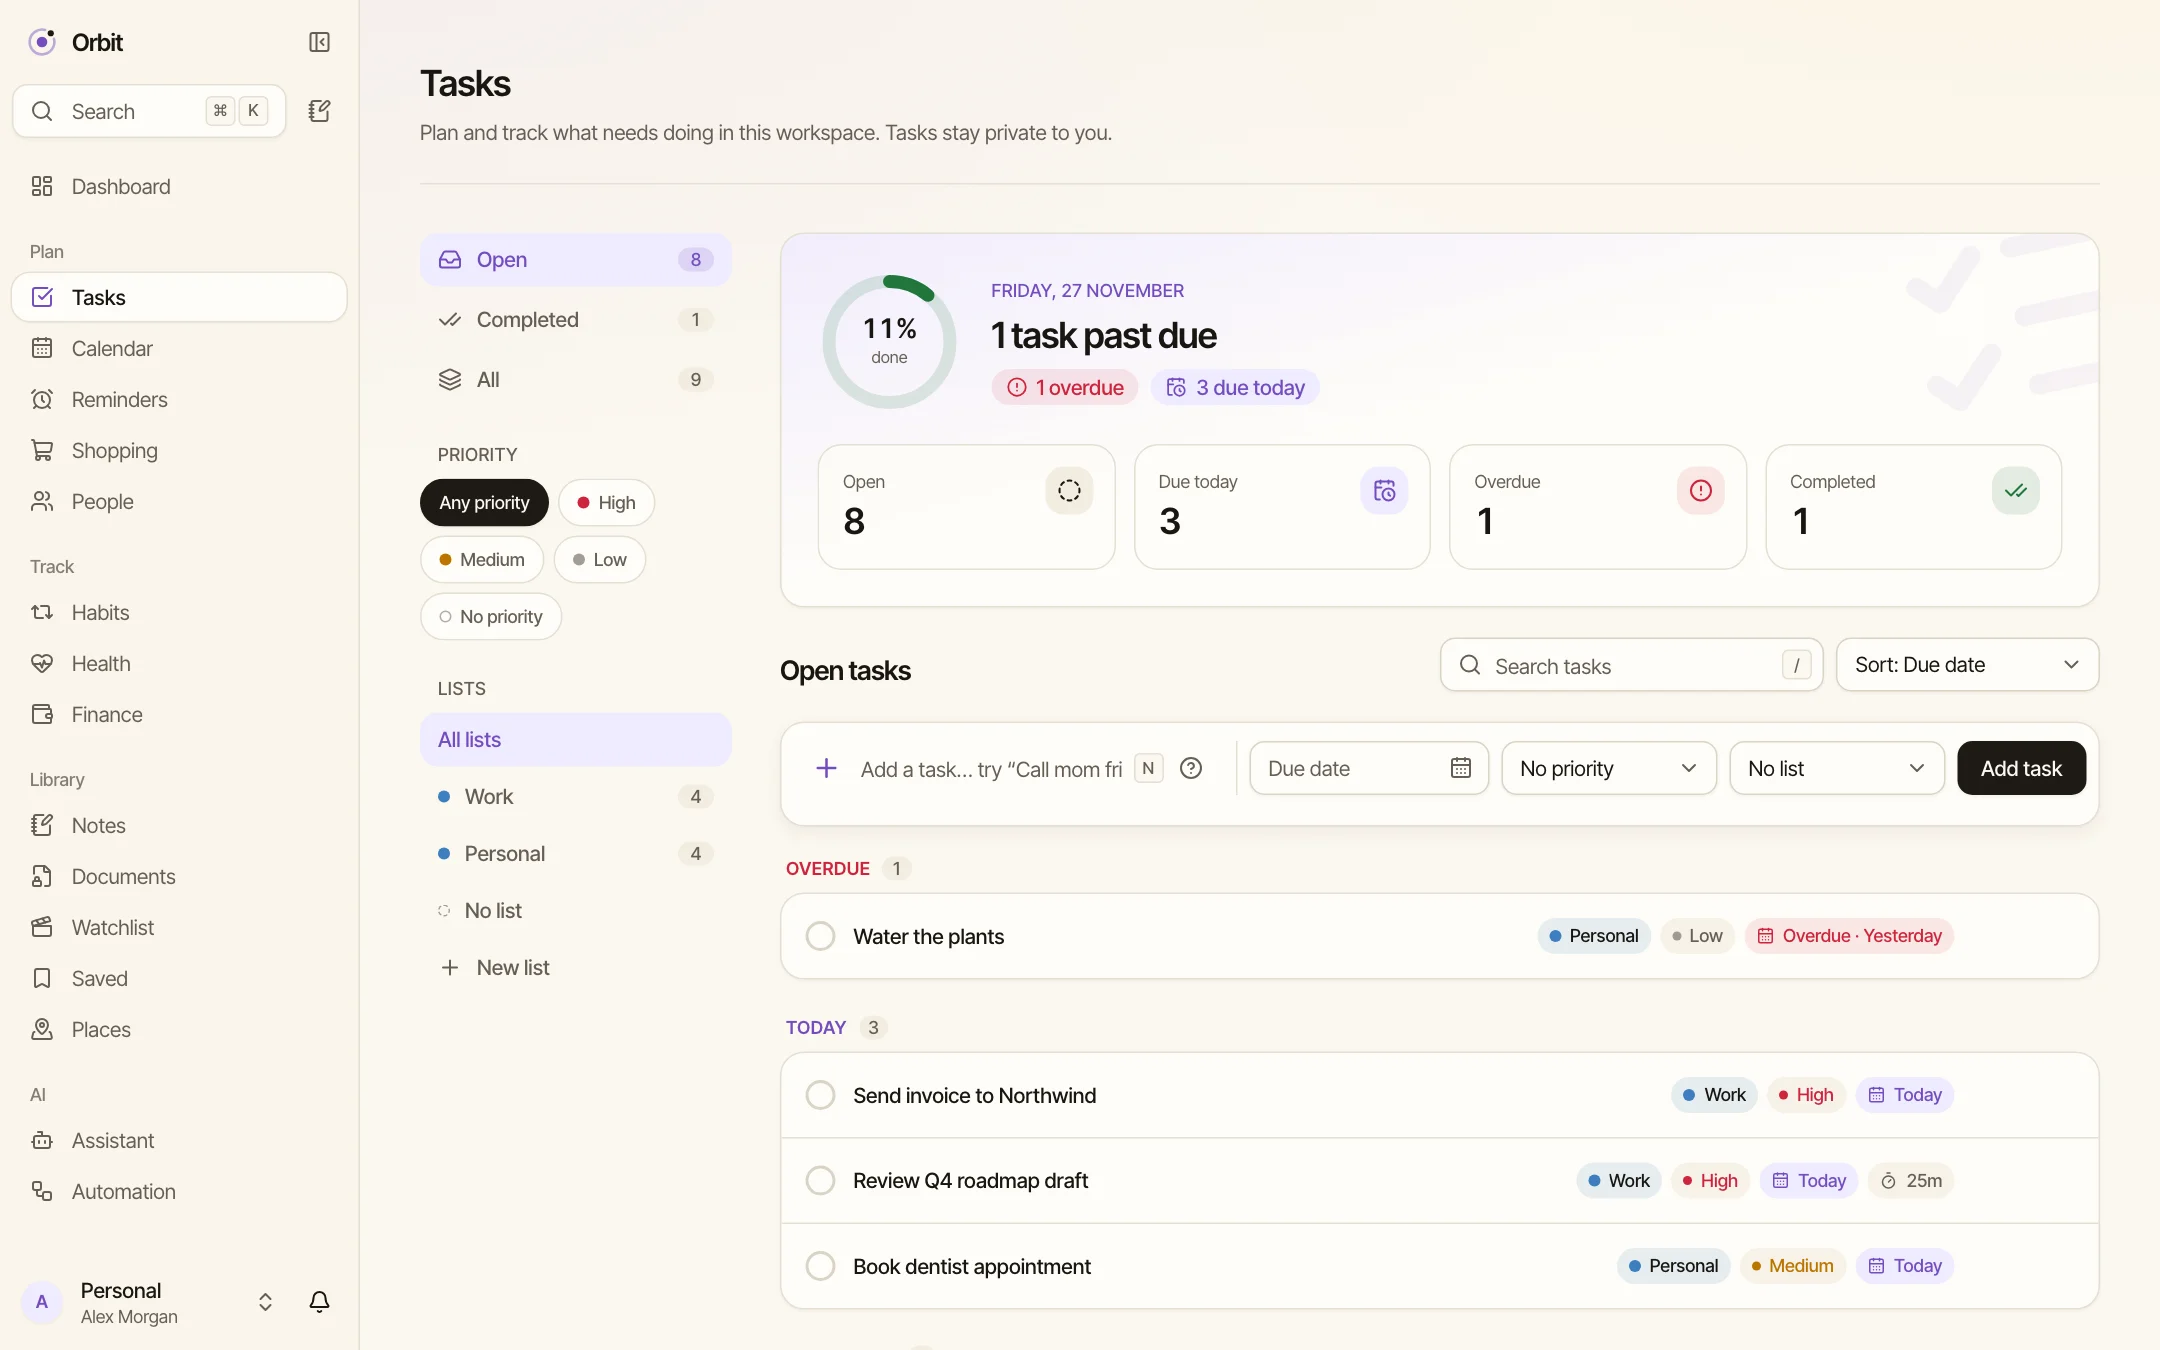 Orbit
Search ⌘ K
Dashboard
Plan
Tasks
Calendar
Reminders
Shopping
People
Track
Habits
Health
Finance
Library
Notes
Documents
Watchlist
Saved
Places
AI
Assistant
Automation
A
Personal
Alex Morgan
Tasks
Plan and track what needs doing in this workspace. Tasks stay private to you.
Open 8
Completed 1
All 9
PRIORITY
Any priority High
Medium Low
No priority
LISTS
All lists
Work 4
Personal 4
No list
New list
11%
done
FRIDAY, 27 NOVEMBER
1 task past due
1 overdue 3 due today
Open
8
Due today
3
Overdue
1
Completed
1
Open tasks
Search tasks /
Sort: Due date
Add a task... try “Call mom fri N
Due date
No priority
No list
Add task
OVERDUE 1
Water the plants Personal Low Overdue · Yesterday
TODAY 3
Send invoice to Northwind Work High Today
Review Q4 roadmap draft Work High Today 25m
Book dentist appointment Personal Medium Today